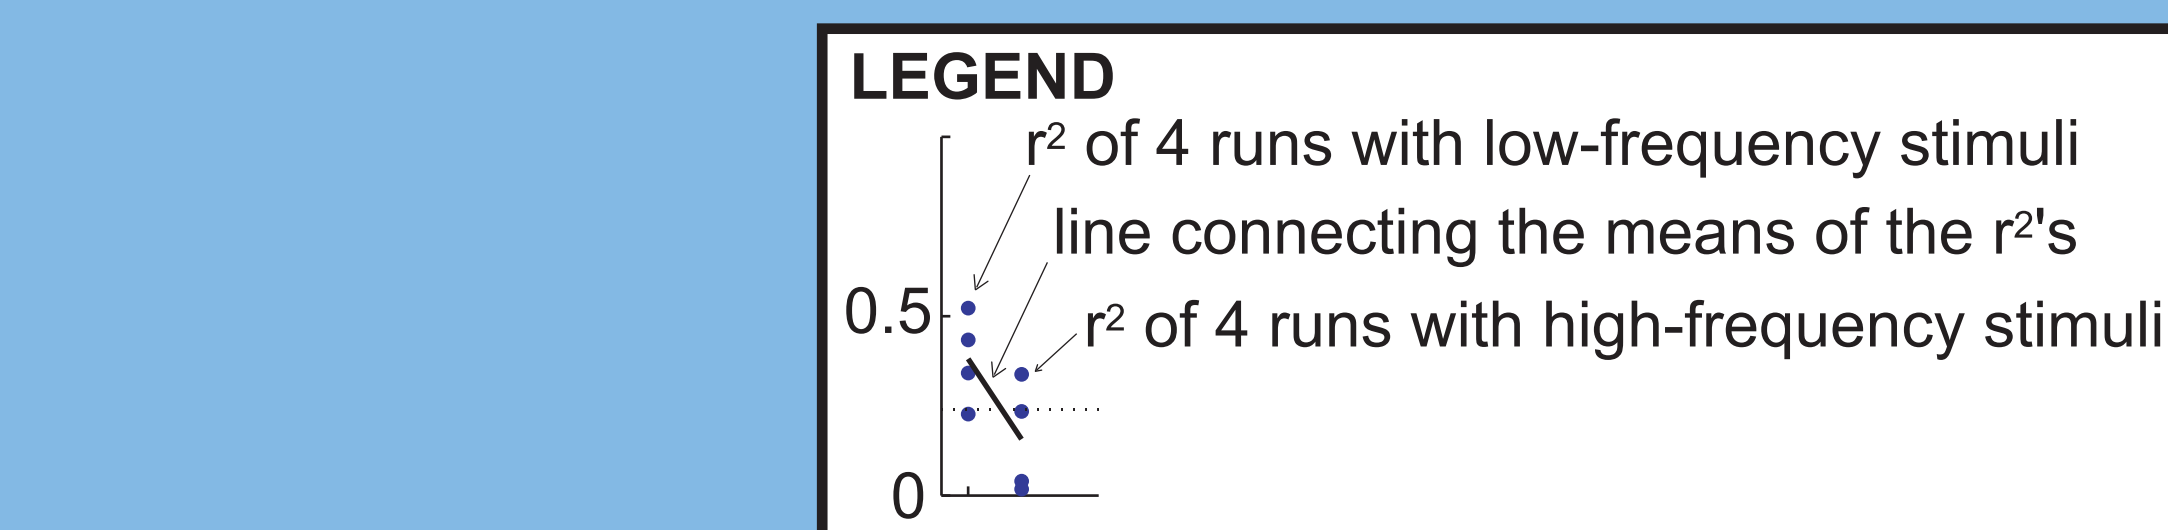 LEGEND
r² of 4 runs with low-frequency stimuli
line connecting the means of the r²'s
0.5
r² of 4 runs with high-frequency stimuli
0